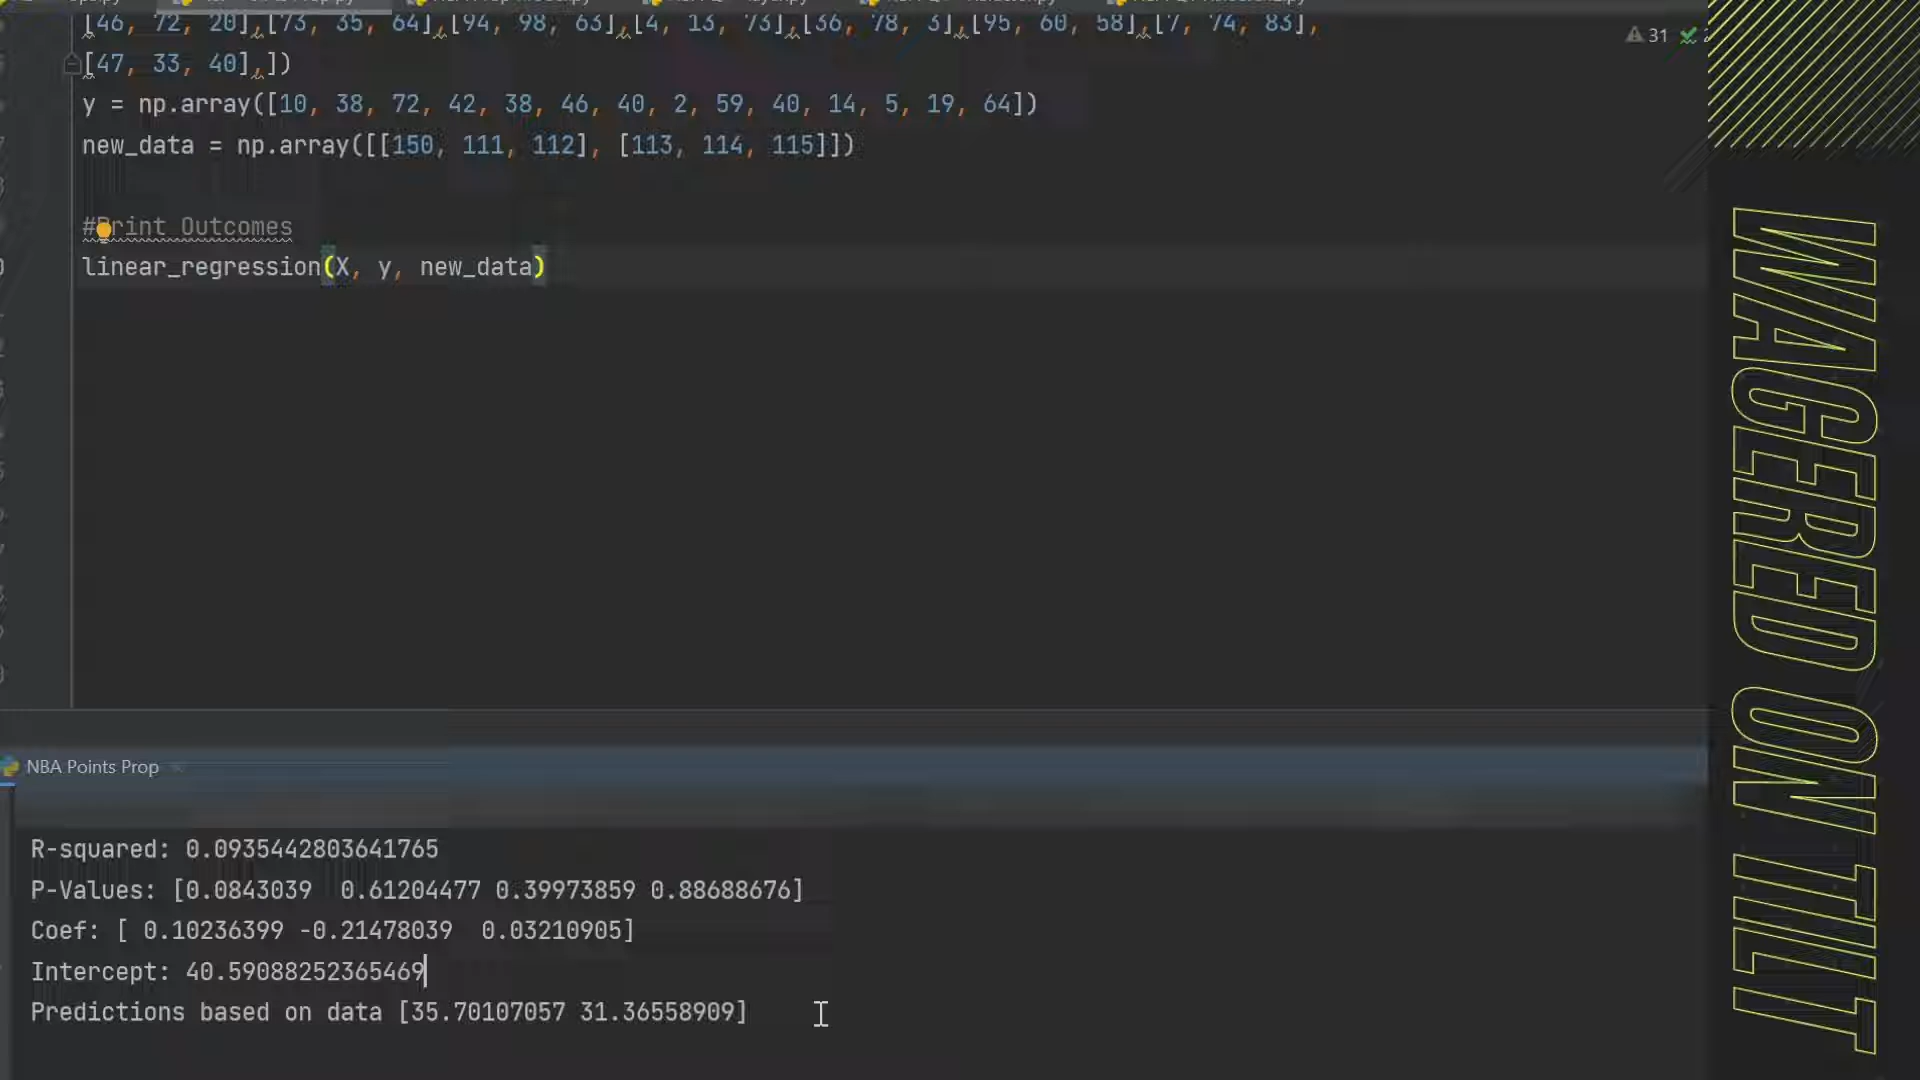 [46, 72, 20],[73, 35, 64],[94, 98, 63],[4, 13, 73],[36, 78, 3],[95, 60, 58],[7, 74, 83],
31
[47, 33, 40],])
y = np.array([10, 38, 72, 42, 38, 46, 40, 2, 59, 40, 14, 5, 19, 64])
new_data = np.array([[150, 111, 112], [113, 114, 115]])
#Print Outcomes
linear_regression(X, y, new_data)
WAGERED ON TILT
NBA Points Prop
R-squared: 0.0935442803641765
P-Values: [0.0843039  0.61204477 0.39973859 0.88688676]
Coef: [ 0.10236399 -0.21478039  0.03210905]
Intercept: 40.59088252365469
Predictions based on data [35.70107057 31.36558909]